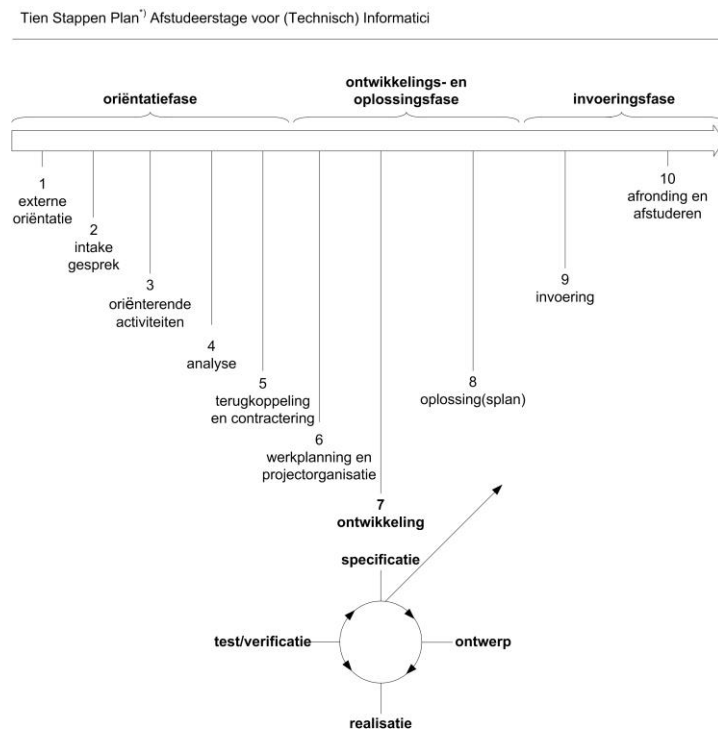 Tien Stappen Plan*) Afstudeerstage voor (Technisch) Informatici
oriëntatiefase
ontwikkelings- en
oplossingsfase
invoeringsfase
1
externe
oriëntatie
2
intake
gesprek
3
oriënterende
activiteiten
4
analyse
5
terugkoppeling
en contractering
6
werkplanning en
projectorganisatie
7
ontwikkeling
8
oplossing(splan)
9
invoering
10
afronding en
afstuderen
specificatie
test/verificatie
ontwerp
realisatie